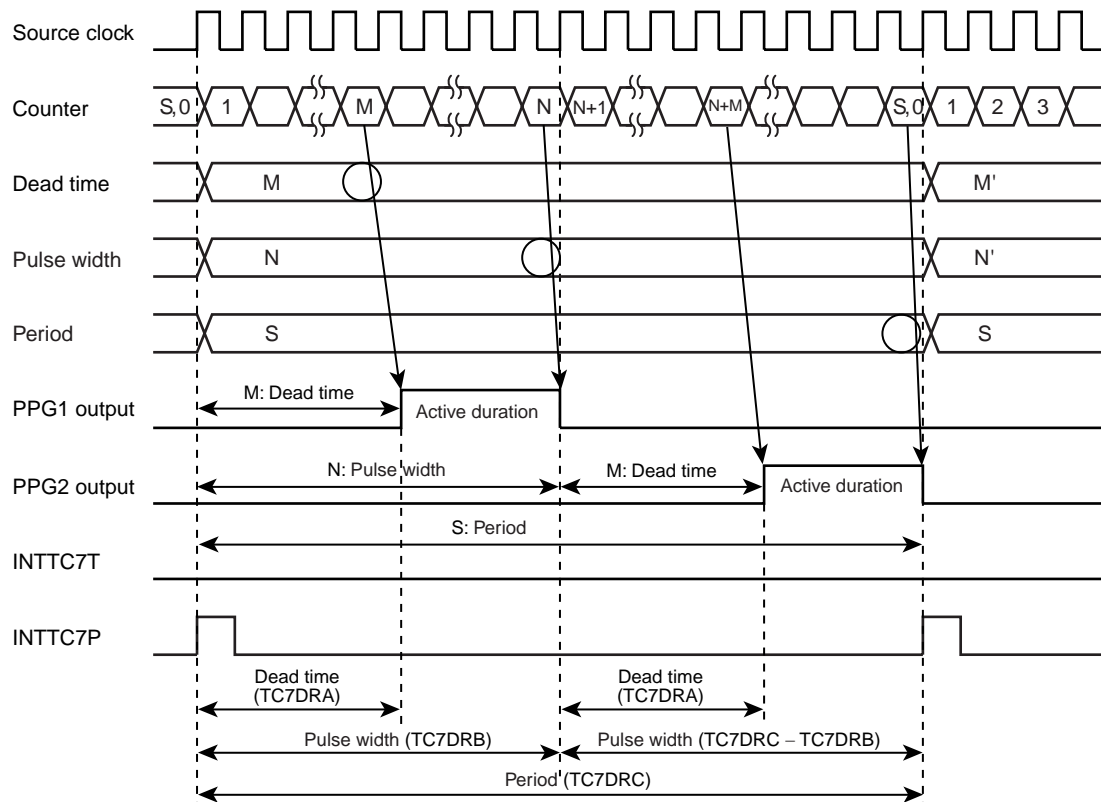 Source clock
Counter S,0 1 M N N+1 N+M S,0 1 2 3
Dead time M M'
Pulse width N N'
Period S S
M: Dead time
PPG1 output Active duration
N: Pulse width M: Dead time
PPG2 output Active duration
S: Period
INTTC7T
INTTC7P
Dead time (TC7DRA) Dead time (TC7DRA)
Pulse width (TC7DRB) Pulse width (TC7DRC – TC7DRB)
Period (TC7DRC)